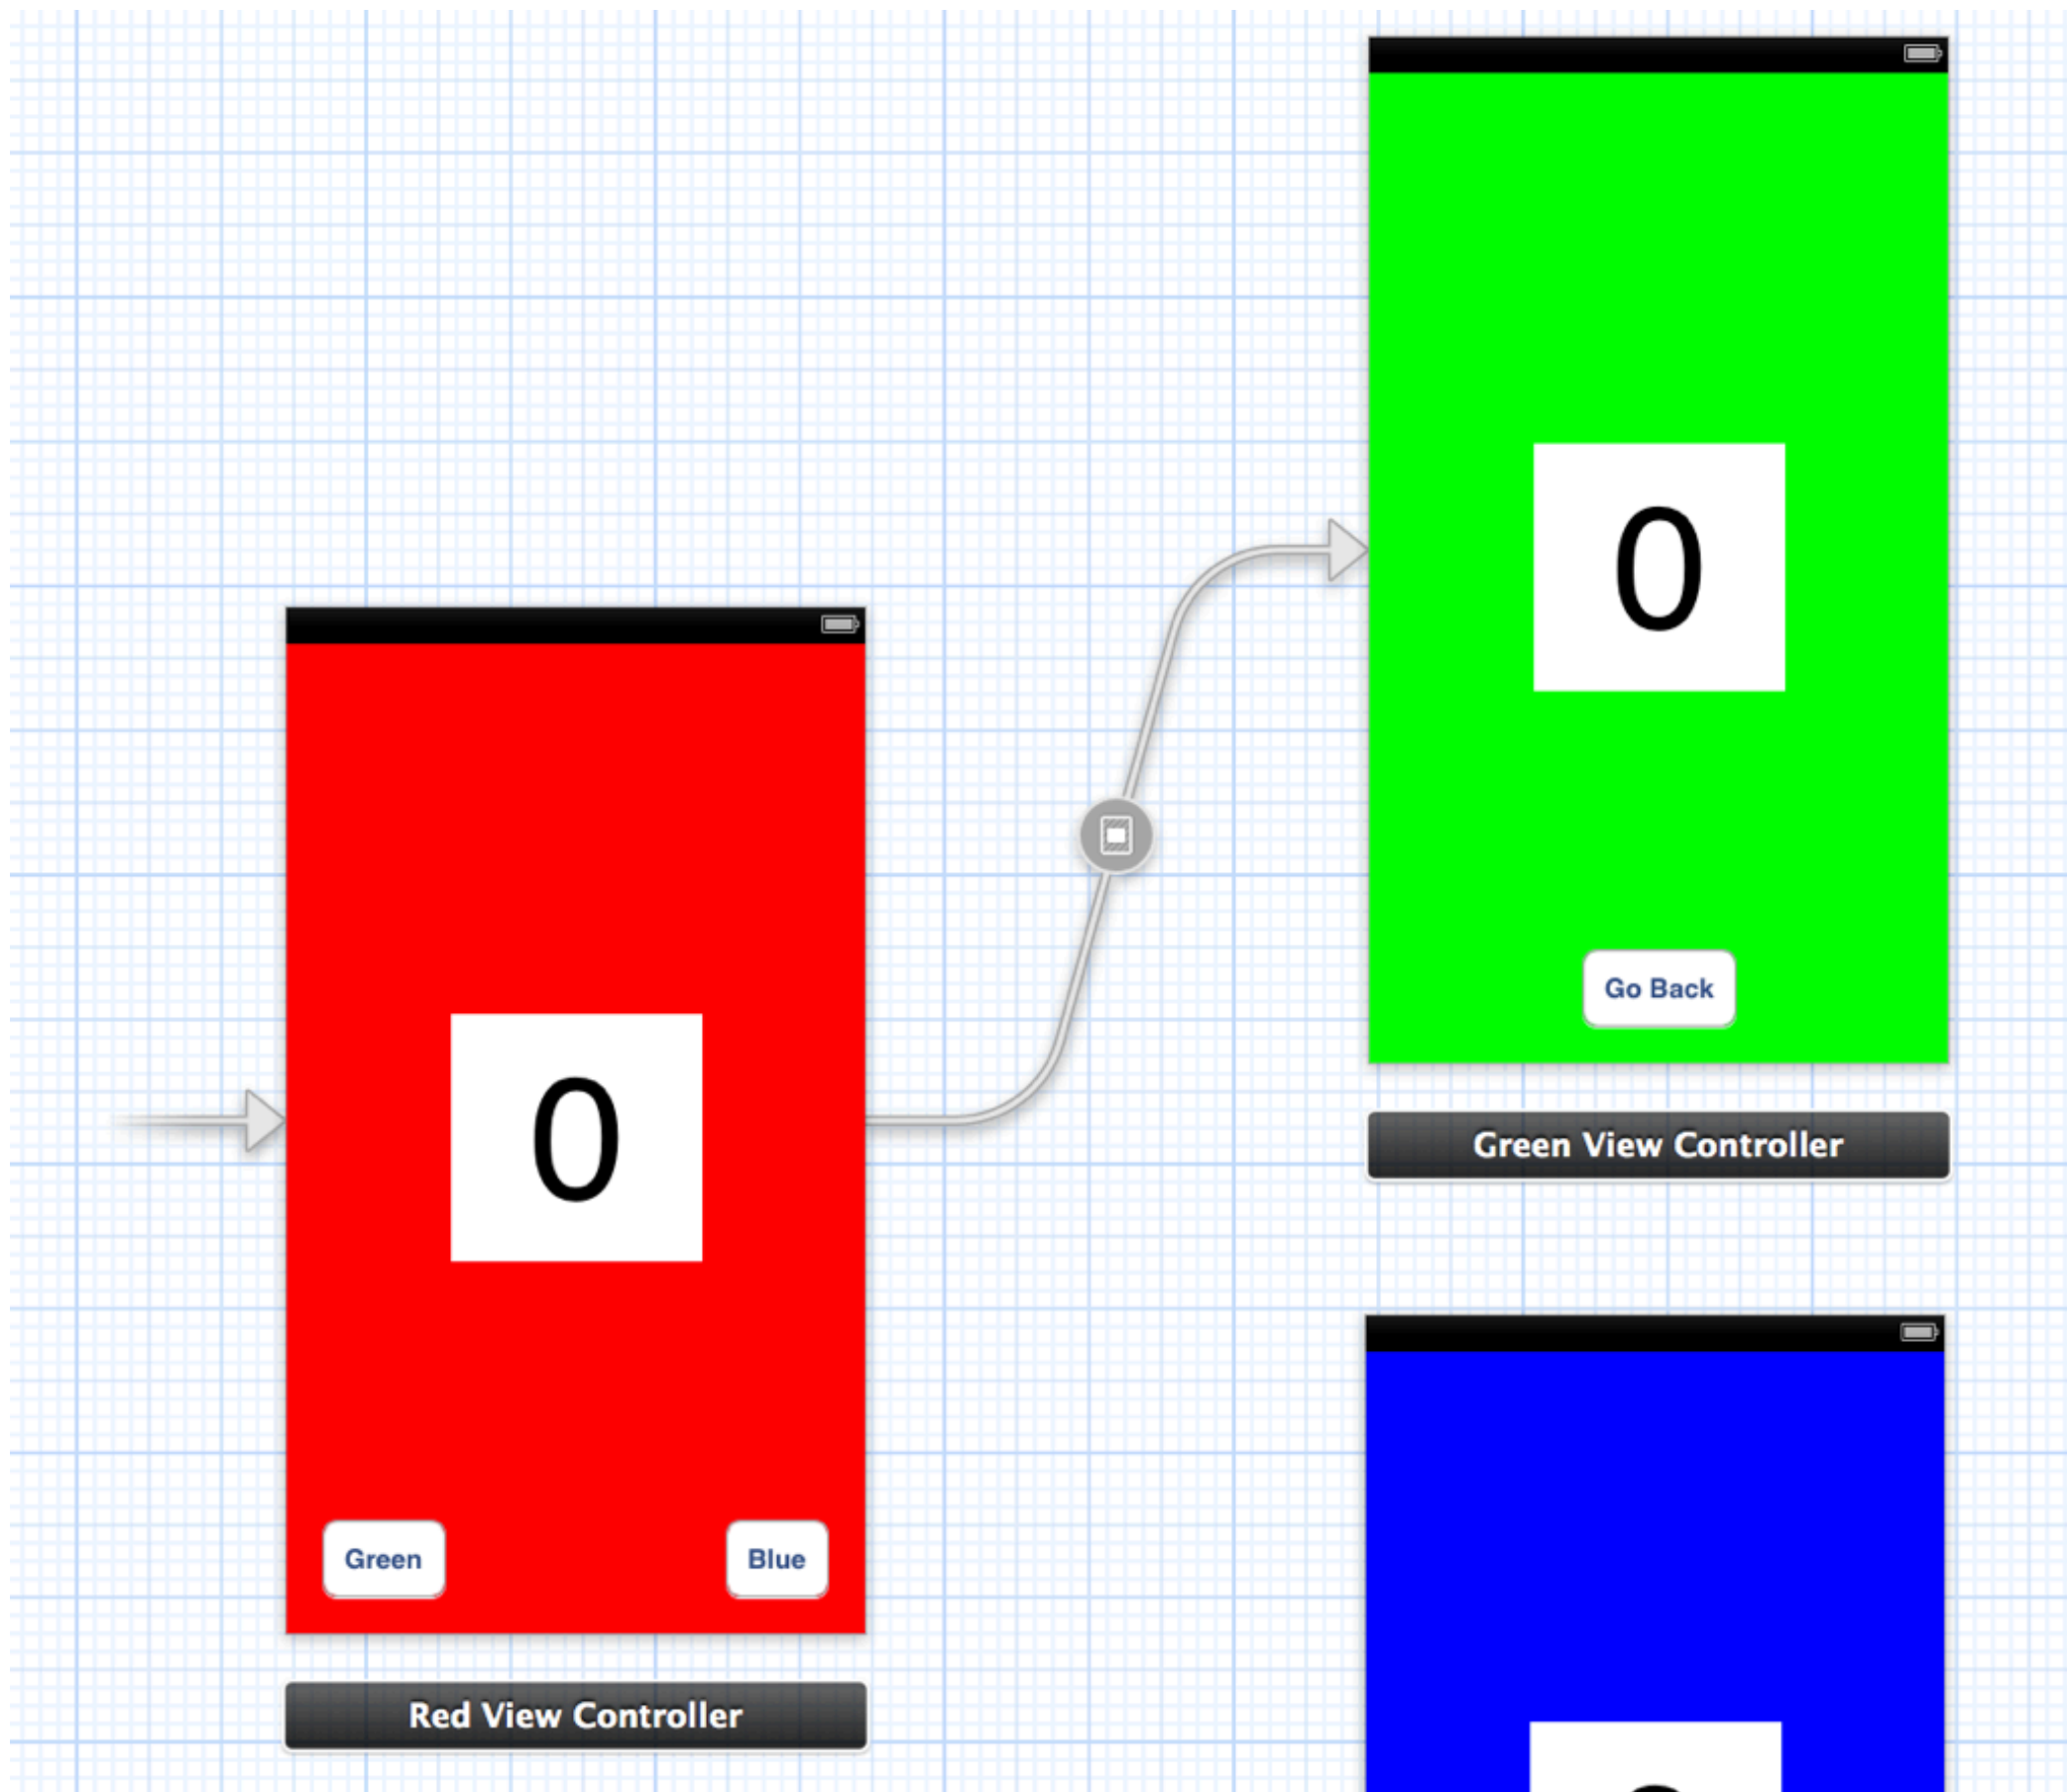 0
Go Back
Green View Controller
0
Green
Blue
Red View Controller